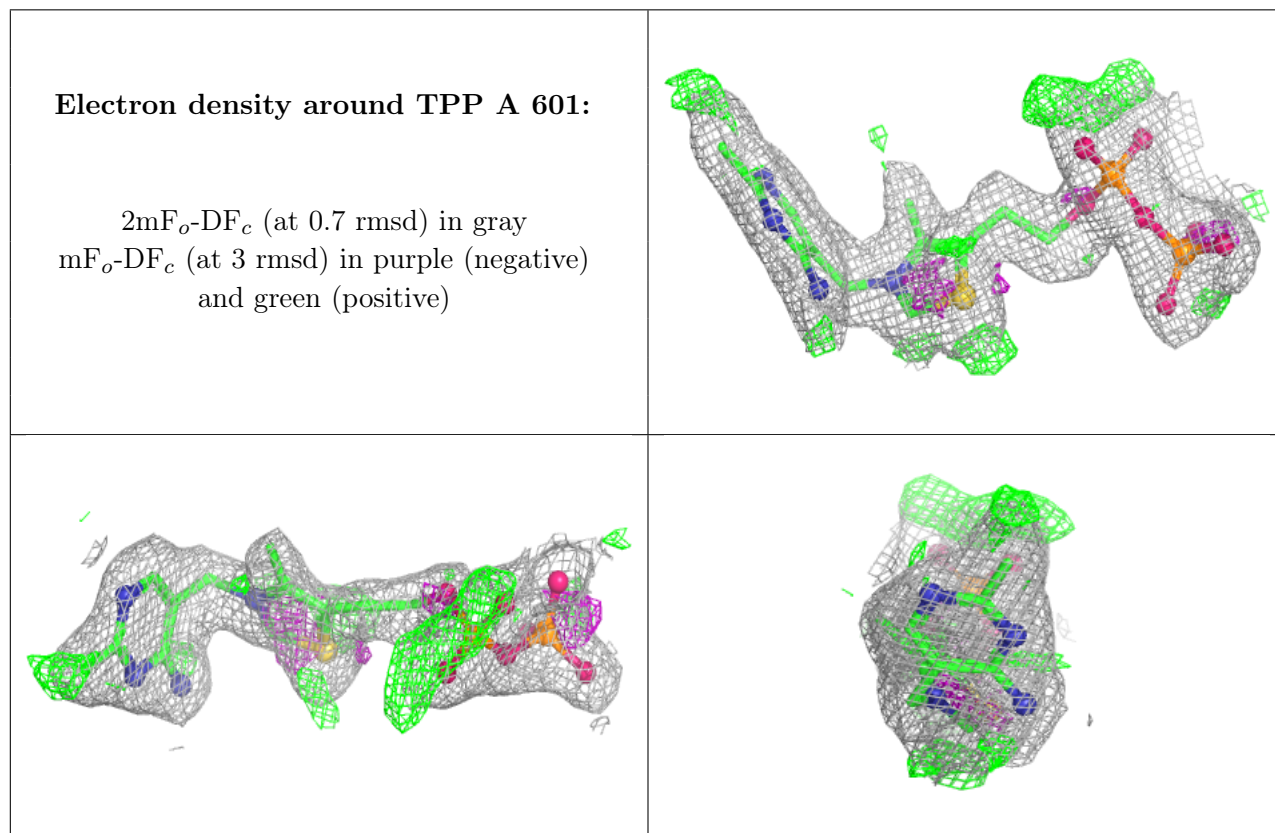 Electron density around TPP A 601:
2mFo-DFc (at 0.7 rmsd) in gray
mFo-DFc (at 3 rmsd) in purple (negative)
and green (positive)